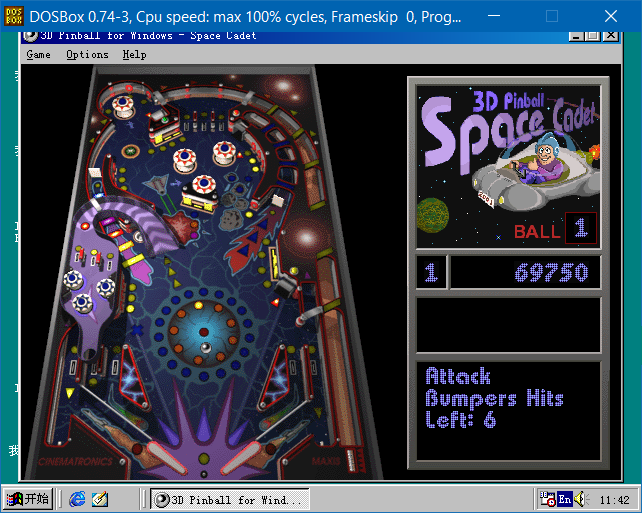 DOSBox 0.74-3, Cpu speed: max 100% cycles, Frameskip 0, Prog...
3D Pinball for Windows - Space Cadet
Game Options Help
3D Pinball
Space Cadet
BALL 1
1 69750
Attack
Bumpers Hits
Left: 6
CINEMATRONICS MAXIS
我
开始 3D Pinball for Wind... En 11:42